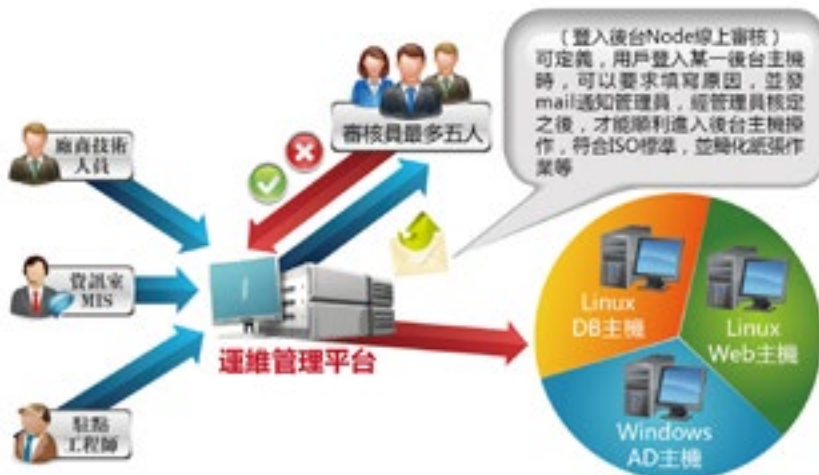 (登入後台Node線上審核)
可定義,用戶登入某一後台主機
時,可以要求填寫原因,並發
mail通知管理員,經管理員核定
之後,才能順利進入後台主機操
作,符合ISO標準,並簡化紙張作
業等
審核員最多五人
廠商技術
人員
資訊室
MIS
駐點
工程師
運維管理平台
Linux
DB主機
Linux
Web主機
Windows
AD主機